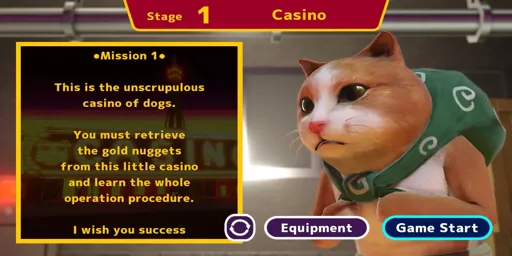 Stage 1 Casino
●Mission 1●
This is the unscrupulous
casino of dogs.
You must retrieve
the gold nuggets
from this little casino
and learn the whole
operation procedure.
I wish you success
Equipment
Game Start